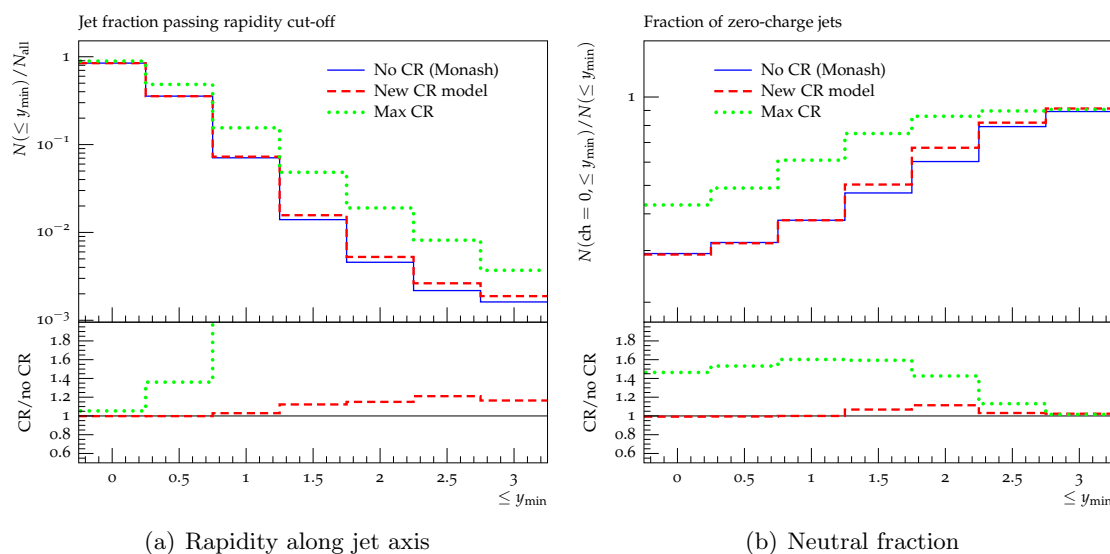 Jet fraction passing rapidity cut-off
N(≤ y_min)/N_all
1
10⁻¹
10⁻²
10⁻³
No CR (Monash)
New CR model
Max CR
CR/no CR
1.8
1.6
1.4
1.2
1
0.8
0.6
0 0.5 1 1.5 2 2.5 3
≤ y_min
(a) Rapidity along jet axis
Fraction of zero-charge jets
N(ch = 0, ≤ y_min)/N(≤ y_min)
1
No CR (Monash)
New CR model
Max CR
CR/no CR
1.8
1.6
1.4
1.2
1
0.8
0.6
0 0.5 1 1.5 2 2.5 3
≤ y_min
(b) Neutral fraction